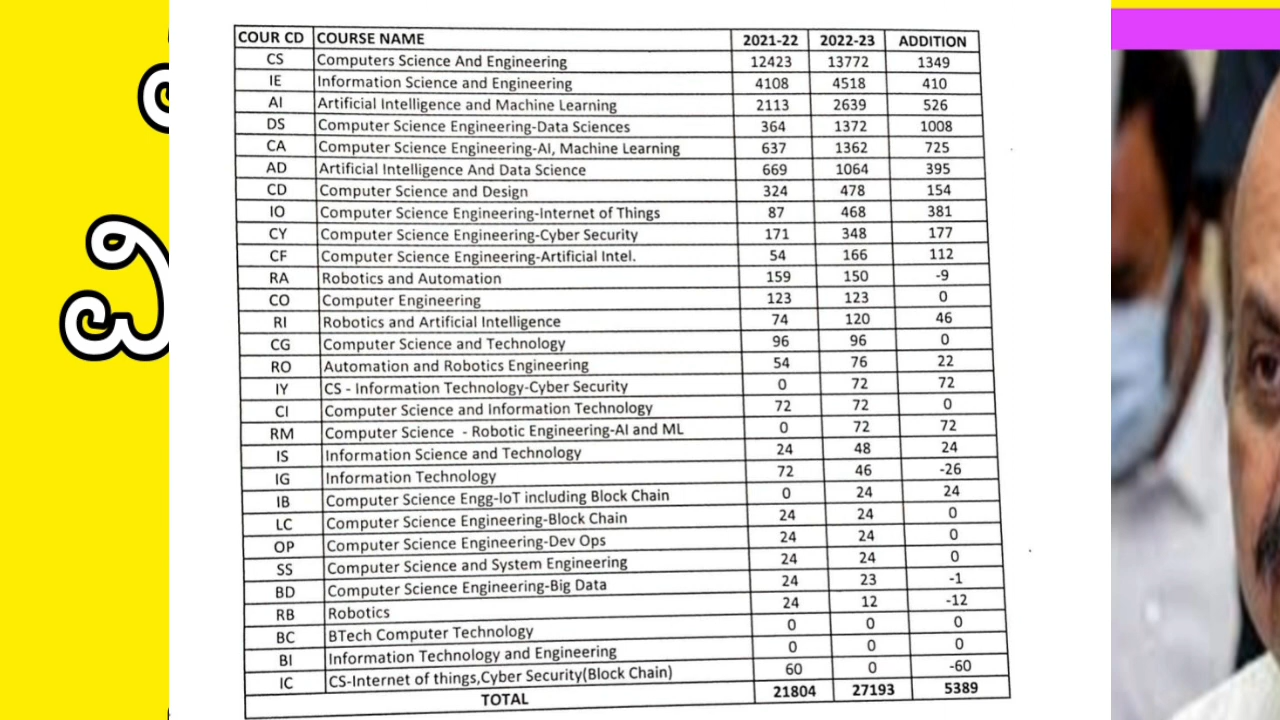 COUR CD COURSE NAME 2021-22 2022-23 ADDITION
CS Computers Science And Engineering 12423 13772 1349
IE Information Science and Engineering 4108 4518 410
AI Artificial Intelligence and Machine Learning 2113 2639 526
DS Computer Science Engineering-Data Sciences 364 1372 1008
CA Computer Science Engineering-AI, Machine Learning 637 1362 725
AD Artificial Intelligence And Data Science 669 1064 395
CD Computer Science and Design 324 478 154
IO Computer Science Engineering-Internet of Things 87 468 381
CY Computer Science Engineering-Cyber Security 171 348 177
CF Computer Science Engineering-Artificial Intel. 54 166 112
RA Robotics and Automation 159 150 -9
CO Computer Engineering 123 123 0
RI Robotics and Artificial Intelligence 74 120 46
CG Computer Science and Technology 96 96 0
RO Automation and Robotics Engineering 54 76 22
IY CS - Information Technology-Cyber Security 0 72 72
CI Computer Science and Information Technology 72 72 0
RM Computer Science - Robotic Engineering-AI and ML 0 72 72
IS Information Science and Technology 24 48 24
IG Information Technology 72 46 -26
IB Computer Science Engg-IoT including Block Chain 0 24 24
LC Computer Science Engineering-Block Chain 24 24 0
OP Computer Science Engineering-Dev Ops 24 24 0
SS Computer Science and System Engineering 24 24 0
BD Computer Science Engineering-Big Data 24 23 -1
RB Robotics 24 12 -12
BC BTech Computer Technology 0 0 0
BI Information Technology and Engineering 0 0 0
IC CS-Internet of things,Cyber Security(Block Chain) 60 0 -60
TOTAL 21804 27193 5389